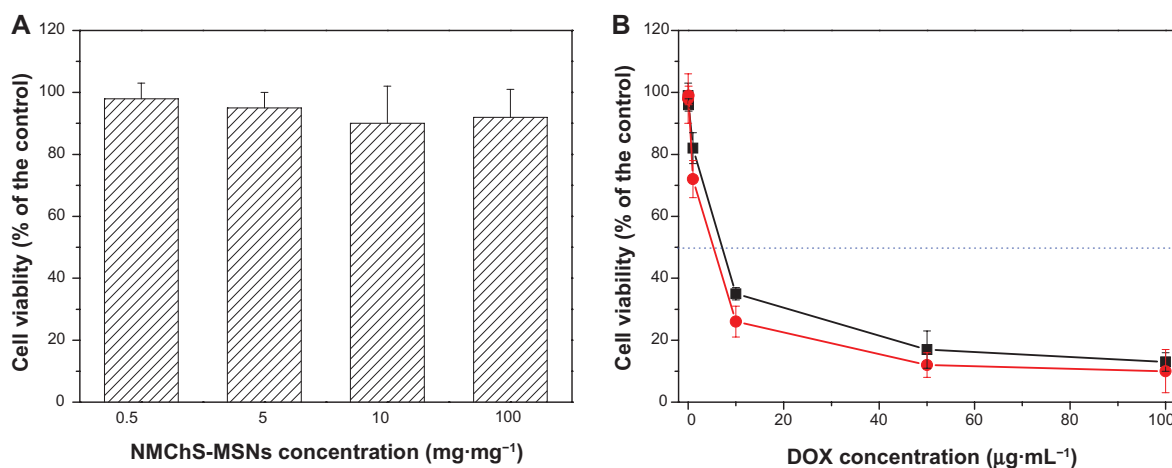 A
Cell viablity (% of the control)
120
100
80
60
40
20
0
0.5 5 10 100
NMChS-MSNs concentration (mg·mg⁻¹)
B
Cell viability (% of the control)
120
100
80
60
40
20
0
0 20 40 60 80 100
DOX concentration (µg·mL⁻¹)